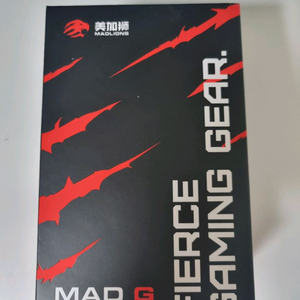 美加狮
MADLIONS
FIERCE
GAMING GEAR.
MAD G